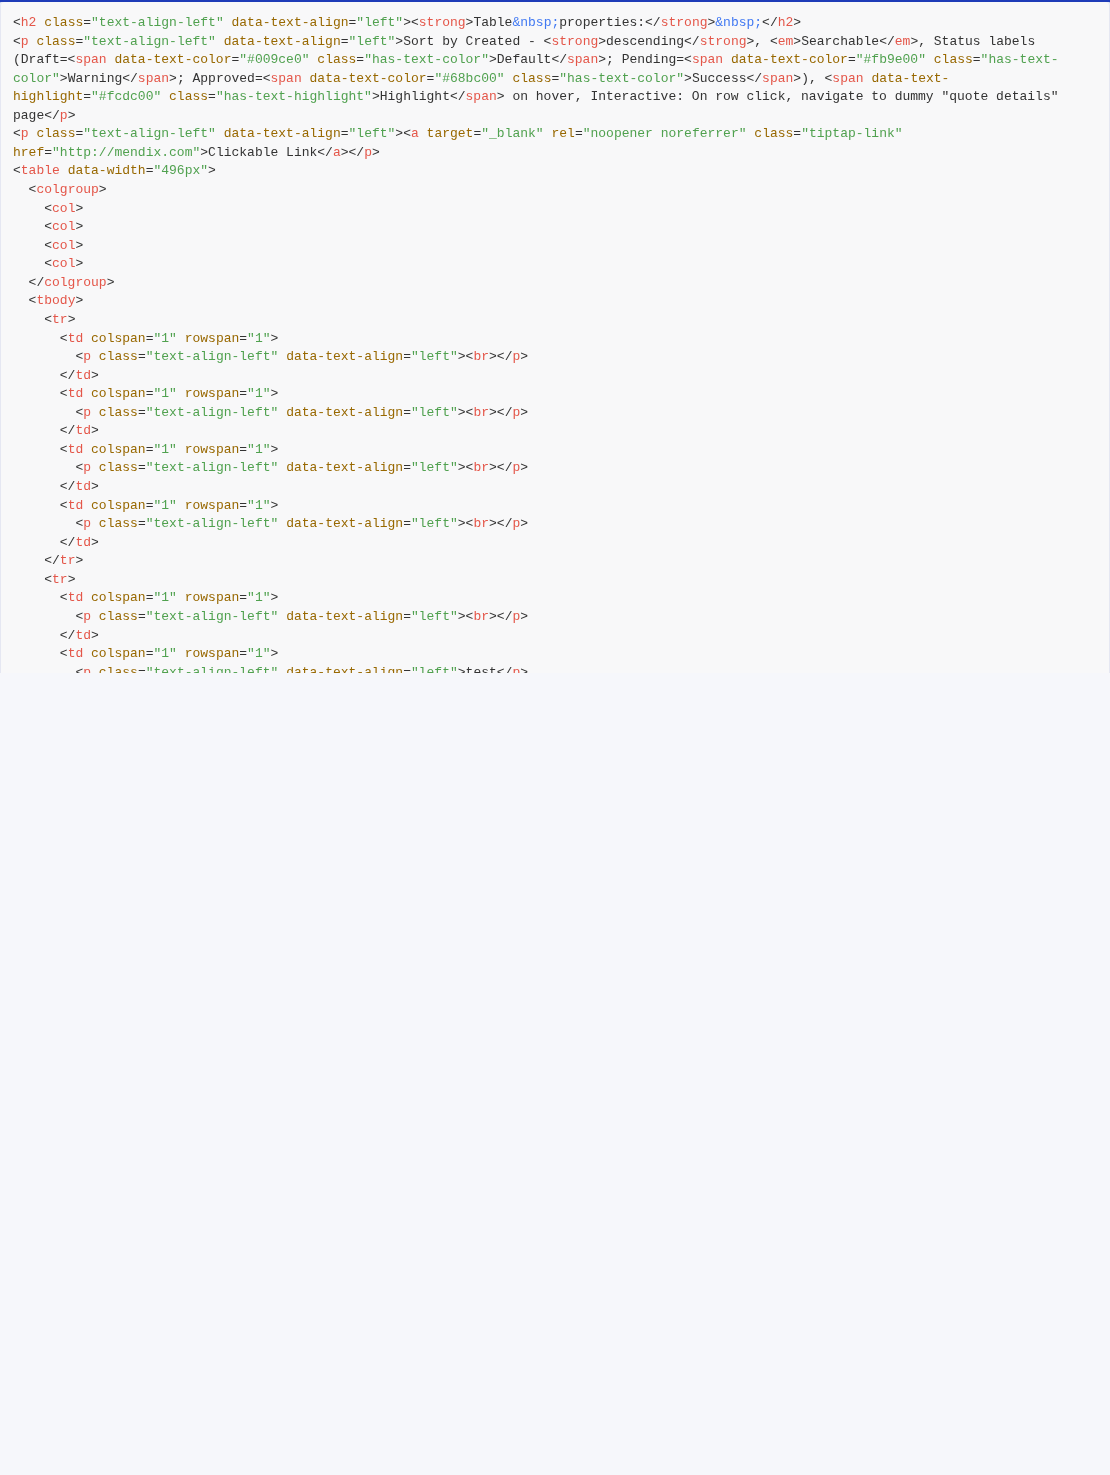 <h2 class="text-align-left" data-text-align="left"><strong>Table&nbsp;properties:</strong>&nbsp;</h2>
<p class="text-align-left" data-text-align="left">Sort by Created - <strong>descending</strong>, <em>Searchable</em>, Status labels
(Draft=<span data-text-color="#009ce0" class="has-text-color">Default</span>; Pending=<span data-text-color="#fb9e00" class="has-text-
color">Warning</span>; Approved=<span data-text-color="#68bc00" class="has-text-color">Success</span>), <span data-text-
highlight="#fcdc00" class="has-text-highlight">Highlight</span> on hover, Interactive: On row click, navigate to dummy "quote details"
page</p>
<p class="text-align-left" data-text-align="left"><a target="_blank" rel="noopener noreferrer" class="tiptap-link"
href="http://mendix.com">Clickable Link</a></p>
<table data-width="496px">
  <colgroup>
    <col>
    <col>
    <col>
    <col>
  </colgroup>
  <tbody>
    <tr>
      <td colspan="1" rowspan="1">
        <p class="text-align-left" data-text-align="left"><br></p>
      </td>
      <td colspan="1" rowspan="1">
        <p class="text-align-left" data-text-align="left"><br></p>
      </td>
      <td colspan="1" rowspan="1">
        <p class="text-align-left" data-text-align="left"><br></p>
      </td>
      <td colspan="1" rowspan="1">
        <p class="text-align-left" data-text-align="left"><br></p>
      </td>
    </tr>
    <tr>
      <td colspan="1" rowspan="1">
        <p class="text-align-left" data-text-align="left"><br></p>
      </td>
      <td colspan="1" rowspan="1">
        <p class="text-align-left" data-text-align="left">test</p>